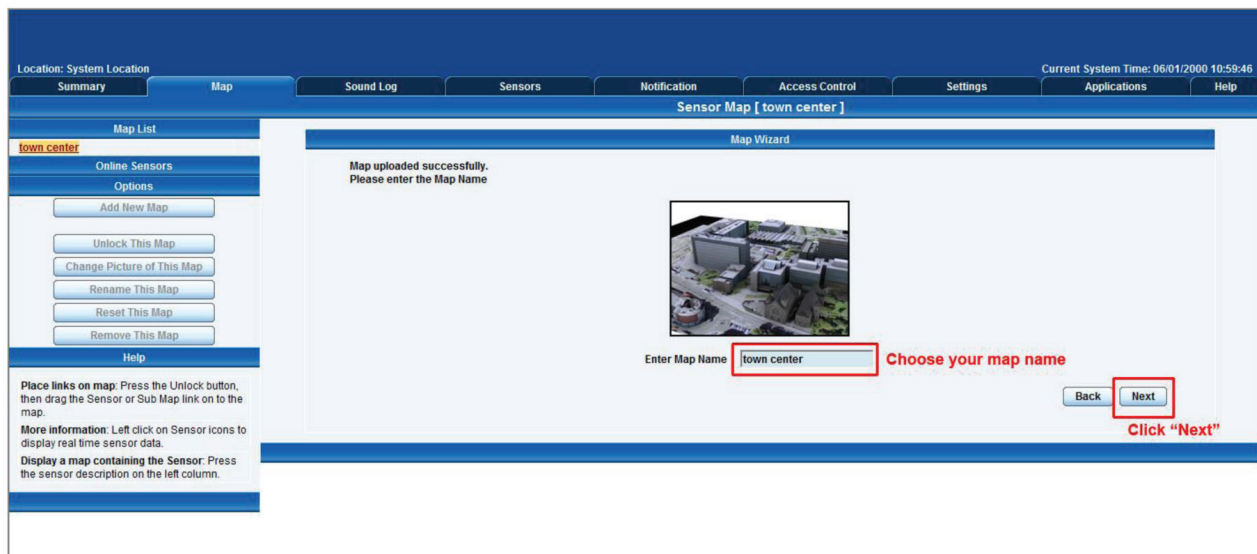 Location: System Location
Current System Time: 06/01/2000 10:59:46
Summary Map Sound Log Sensors Notification Access Control Settings Applications Help
Sensor Map [ town center ]
Map List
town center
Online Sensors
Options
Add New Map
Unlock This Map
Change Picture of This Map
Rename This Map
Reset This Map
Remove This Map
Help
Place links on map: Press the Unlock button,
then drag the Sensor or Sub Map link on to the
map.
More information: Left click on Sensor icons to
display real time sensor data.
Display a map containing the Sensor: Press
the sensor description on the left column.
Map Wizard
Map uploaded successfully.
Please enter the Map Name
Enter Map Name town center Choose your map name
Back Next
Click “Next”